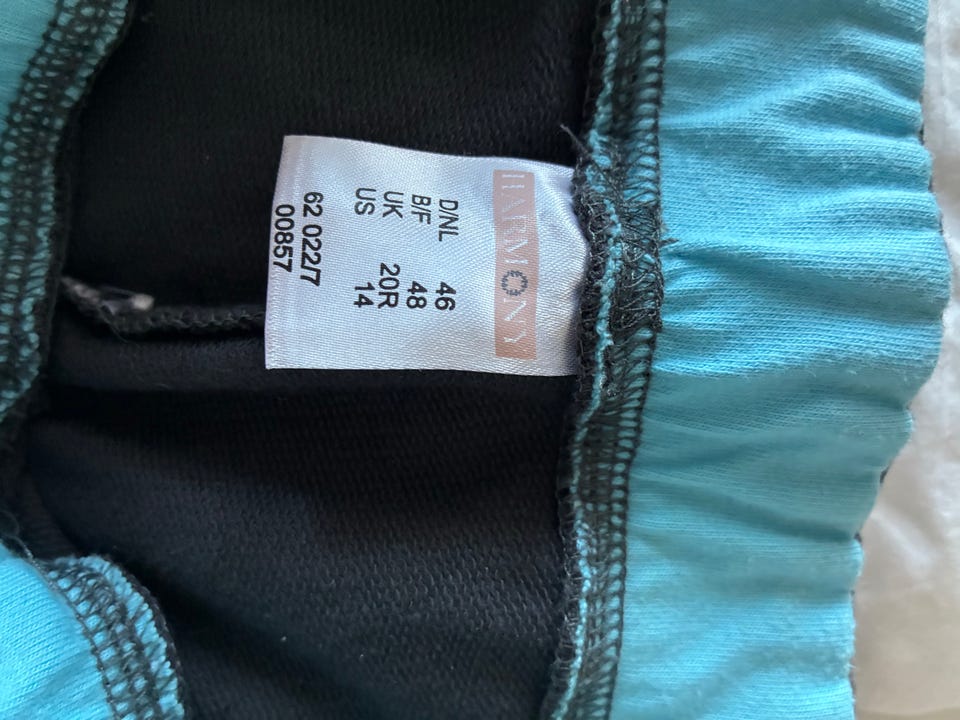 HARMONY
D/NL 46
B/F 48
UK 20R
US 14
62 022/7
00857